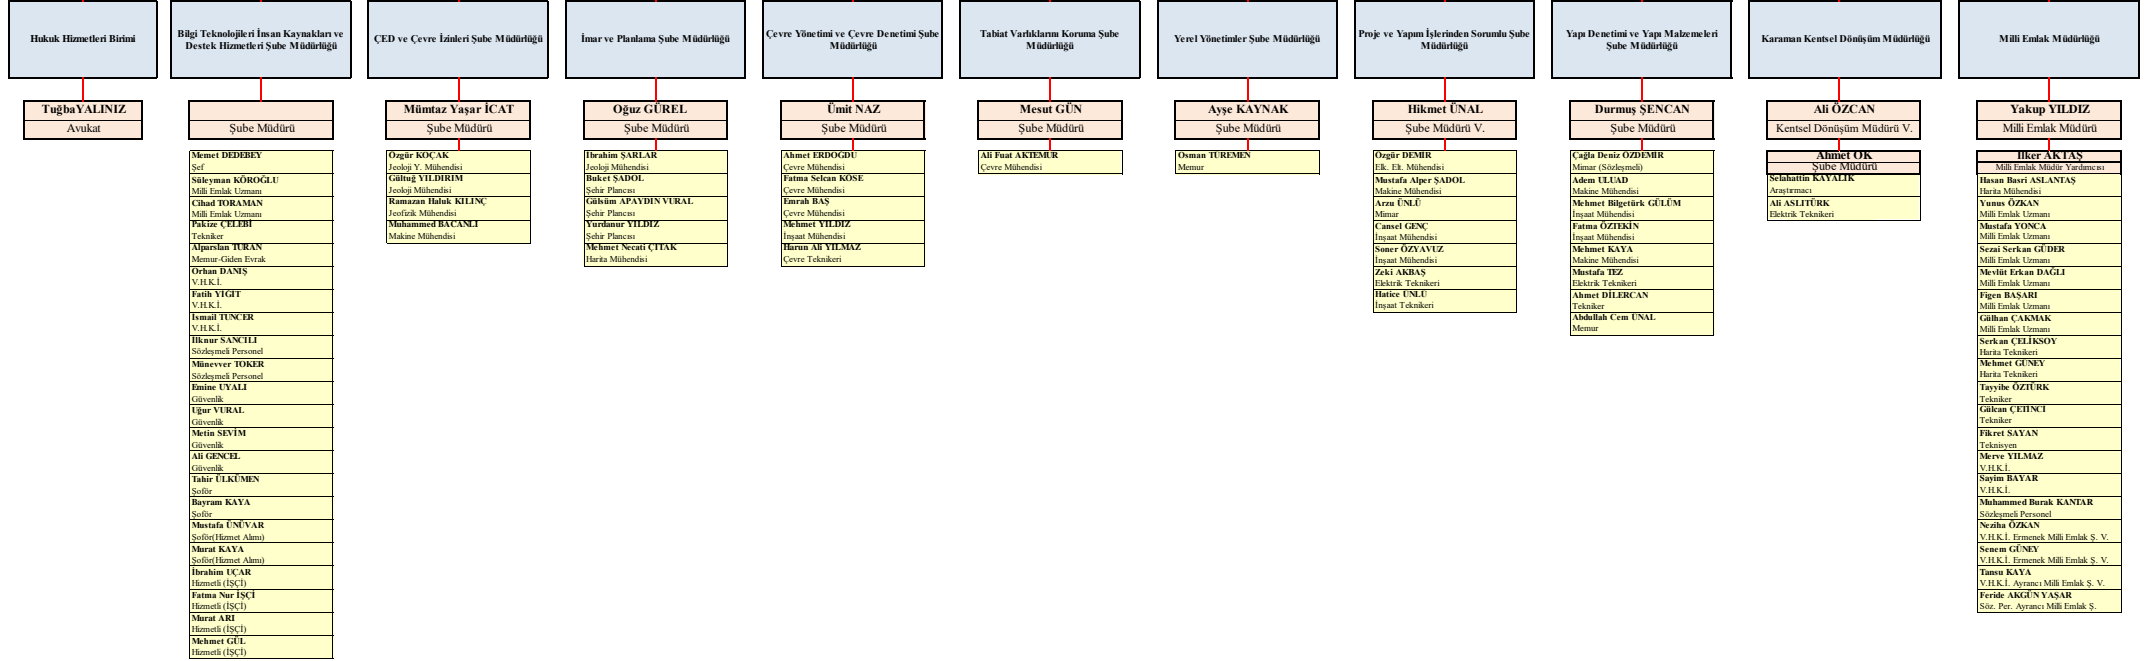 Hukuk Hizmetleri Birimi
TuğbaYALINIZ
Avukat
Bilgi Teknolojileri İnsan Kaynakları ve
Destek Hizmetleri Şube Müdürlüğü
Şube Müdürü
Memet DEDEBEY
Şef
Süleyman KÖROĞLU
Milli Emlak Uzmanı
Cihad TORAMAN
Milli Emlak Uzmanı
Pakize ÇELEBİ
Tekniker
Alparslan TURAN
Memur-Giden Evrak
Orhan DANIŞ
V.H.K.İ.
Fatih YİĞİT
V.H.K.İ.
İsmail TUNCER
V.H.K.İ.
İlknur SANCILI
Sözleşmeli Personel
Münevver TOKER
Sözleşmeli Personel
Emine UYALI
Güvenlik
Uğur VURAL
Güvenlik
Metin SEVİM
Güvenlik
Ali GENCEL
Güvenlik
Tahir ÜLKÜMEN
Şoför
Bayram KAYA
Şoför
Mustafa ÜNÜVAR
Şoför(Hizmet Alımı)
Murat KAYA
Şoför(Hizmet Alımı)
İbrahim UÇAR
Hizmetli (İŞÇİ)
Fatma Nur İŞÇİ
Hizmetli (İŞÇİ)
Murat ARI
Hizmetli (İŞÇİ)
Mehmet GÜL
Hizmetli (İŞÇİ)
ÇED ve Çevre İzinleri Şube Müdürlüğü
Mümtaz Yaşar İCAT
Şube Müdürü
Özgür KOÇAK
Jeoloji Y. Mühendisi
Gültuğ YILDIRIM
Jeoloji Mühendisi
Ramazan Haluk KILINÇ
Jeofizik Mühendisi
Muhammed BACANLI
Makine Mühendisi
İmar ve Planlama Şube Müdürlüğü
Oğuz GÜREL
Şube Müdürü
İbrahim ŞARLAR
Jeoloji Mühendisi
Buket ŞADOL
Şehir Plancısı
Gülsüm APAYDIN VURAL
Şehir Plancısı
Yurdanur YILDIZ
Şehir Plancısı
Mehmet Necati ÇITAK
Harita Mühendisi
Çevre Yönetimi ve Çevre Denetimi Şube
Müdürlüğü
Ümit NAZ
Şube Müdürü
Ahmet ERDOĞDU
Çevre Mühendisi
Fatma Selcan KÖSE
Çevre Mühendisi
Emrah BAŞ
Çevre Mühendisi
Mehmet YILDIZ
İnşaat Mühendisi
Harun Ali YILMAZ
Çevre Teknikeri
Tabiat Varlıklarını Koruma Şube
Müdürlüğü
Mesut GÜN
Şube Müdürü
Ali Fuat AKTEMUR
Çevre Mühendisi
Yerel Yönetimler Şube Müdürlüğü
Ayşe KAYNAK
Şube Müdürü
Osman TÜREMEN
Memur
Proje ve Yapım İşlerinden Sorumlu Şube
Müdürlüğü
Hikmet ÜNAL
Şube Müdürü V.
Özgür DEMİR
Elk. Elt. Mühendisi
Mustafa Alper ŞADOL
Makine Mühendisi
Arzu ÜNLÜ
Mimar
Cansel GENÇ
İnşaat Mühendisi
Soner ÖZYAVUZ
İnşaat Mühendisi
Zeki AKBAŞ
Elektrik Teknikeri
Hatice ÜNLÜ
İnşaat Teknikeri
Yapı Denetimi ve Yapı Malzemeleri
Şube Müdürlüğü
Durmuş ŞENCAN
Şube Müdürü
Çağla Deniz ÖZDEMİR
Mimar (Sözleşmeli)
Adem ULUAD
Makine Mühendisi
Mehmet Bilgetürk GÜLÜM
İnşaat Mühendisi
Fatma ÖZTEKİN
İnşaat Mühendisi
Mehmet KAYA
Makine Mühendisi
Mustafa TEZ
Elektrik Teknikeri
Ahmet DİLERCAN
Tekniker
Abdullah Cem ÜNAL
Memur
Karaman Kentsel Dönüşüm Müdürlüğü
Ali ÖZCAN
Kentsel Dönüşüm Müdürü V.
Ahmet OK
Şube Müdürü
Selahattin KAYALIK
Araştırmacı
Ali ASLITÜRK
Elektrik Teknikeri
Milli Emlak Müdürlüğü
Yakup YILDIZ
Milli Emlak Müdürü
İlker AKTAŞ
Milli Emlak Müdür Yardımcısı
Hasan Basri ASLANTAŞ
Harita Mühendisi
Yunus ÖZKAN
Milli Emlak Uzmanı
Mustafa YONCA
Milli Emlak Uzmanı
Sezai Serkan GÜDER
Milli Emlak Uzmanı
Mevlüt Erkan DAĞLI
Milli Emlak Uzmanı
Figen BAŞARI
Milli Emlak Uzmanı
Gülhan ÇAKMAK
Milli Emlak Uzmanı
Serkan ÇELİKSOY
Harita Teknikeri
Mehmet GÜNEY
Harita Teknikeri
Tayyibe ÖZTÜRK
Tekniker
Gülcan ÇETİNCİ
Tekniker
Fikret SAYAN
Teknisyen
Merve YILMAZ
V.H.K.İ.
Sayim BAYAR
V.H.K.İ.
Muhammed Burak KANTAR
Sözleşmeli Personel
Neziha ÖZKAN
V.H.K.İ. Ermenek Milli Emlak Ş. V.
Senem GÜNEY
V.H.K.İ. Ermenek Milli Emlak Ş. V.
Tansu KAYA
V.H.K.İ. Ayrancı Milli Emlak Ş. V.
Feride AKGÜN YAŞAR
Söz. Per. Ayrancı Milli Emlak Ş.